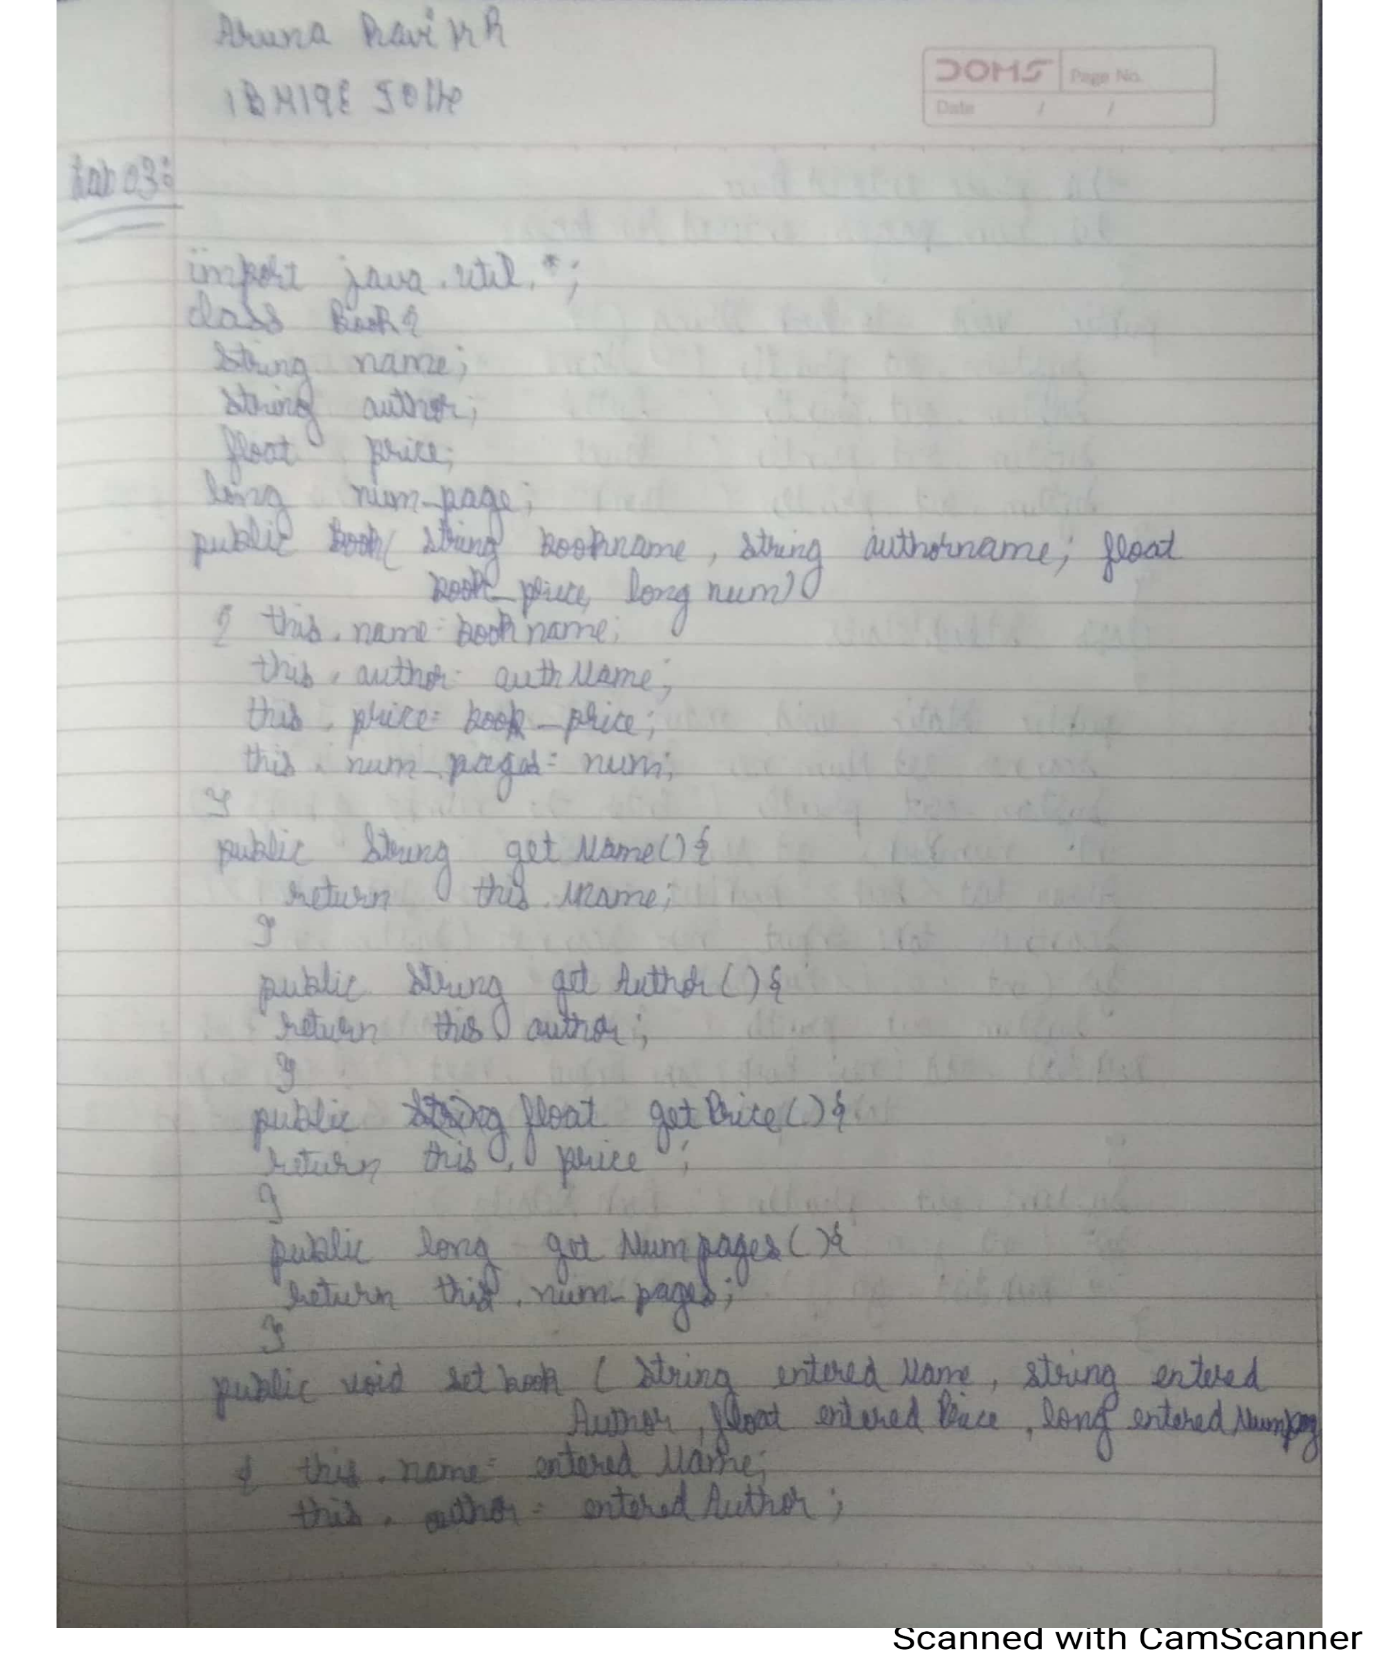 Aruna Ravi
DOMS
Page No.
Date / /
Lab 03:
import java.util.*;
class Book{
String name;
String author;
float price;
long num_page;
public book( String bookname, String authorname; float
book_price, long num)
{ this.name = bookname;
this.author = authName;
this.price = book_price;
this.num_pages = num;
}
public String getName(){
return this.name;
}
public String getAuthor(){
return this.author;
}
public float getPrice(){
return this.price;
}
public long getNumpages(){
return this.num_pages;
}
public void setbook ( String enteredName, String entered
Author, float enteredPrice, long enteredNumpag
{ this.name = enteredName;
this.author = enteredAuthor;
Scanned with CamScanner